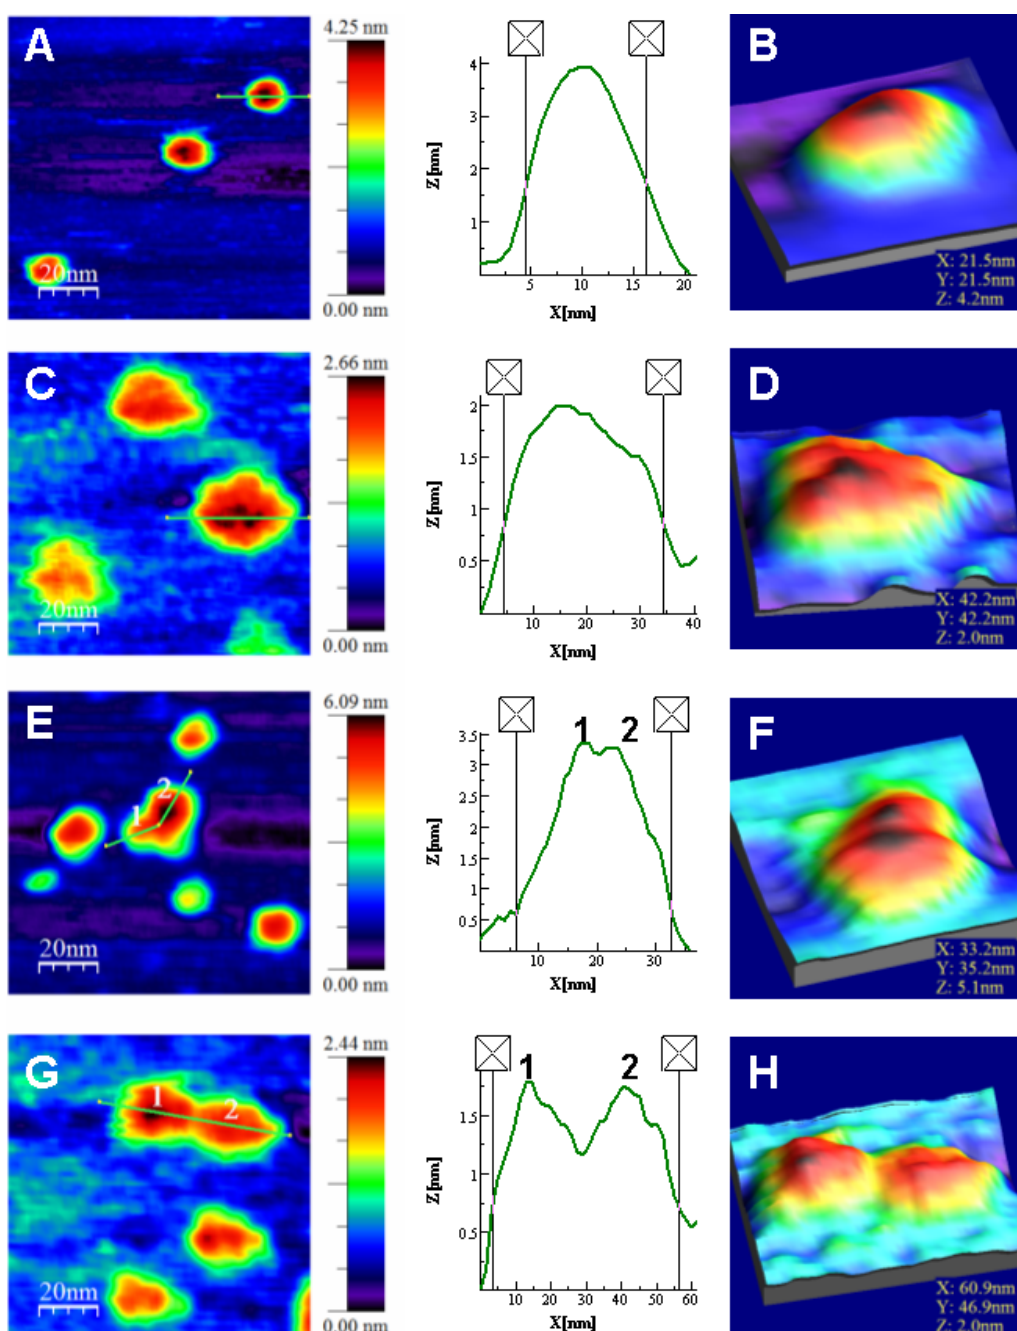 A
4.25 nm
0.00 nm
20nm
Z[nm]
4
3
2
1
5
10
15
20
X[nm]
B
X: 21.5nm
Y: 21.5nm
Z: 4.2nm
C
2.66 nm
0.00 nm
20nm
Z[nm]
2
1.5
1
0.5
10
20
30
40
X[nm]
D
X: 42.2nm
Y: 42.2nm
Z: 2.0nm
E
6.09 nm
0.00 nm
1
2
20nm
Z[nm]
3.5
3
2.5
2
1.5
1
0.5
1
2
10
20
30
X[nm]
F
X: 33.2nm
Y: 35.2nm
Z: 5.1nm
G
2.44 nm
0.00 nm
1
2
20nm
Z[nm]
1.5
1
0.5
1
2
10
20
30
40
50
60
X[nm]
H
X: 60.9nm
Y: 46.9nm
Z: 2.0nm